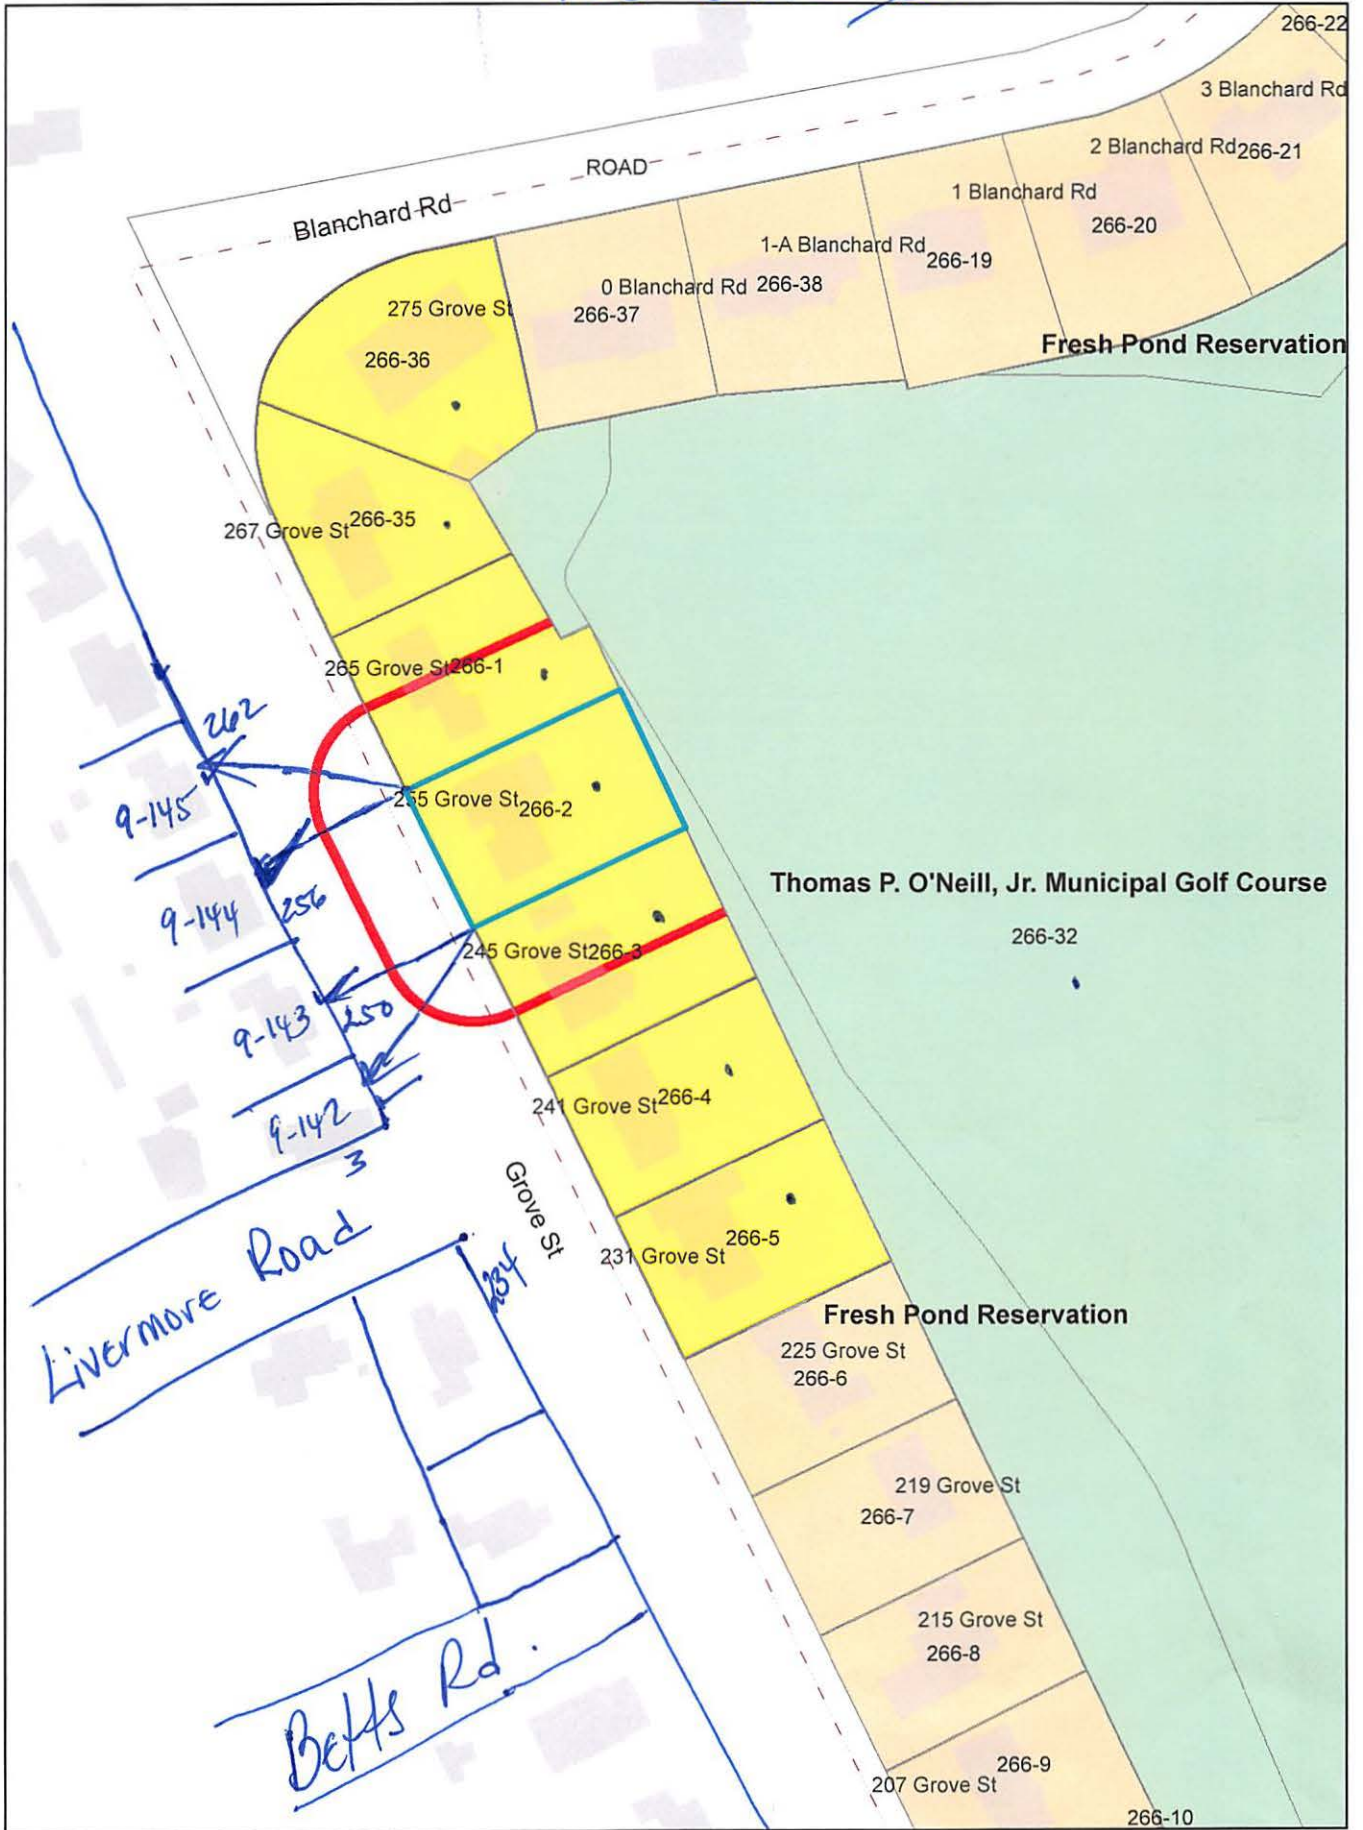 266-22
3 Blanchard Rd
2 Blanchard Rd 266-21
ROAD
1 Blanchard Rd
266-20
Blanchard Rd
1-A Blanchard Rd
266-19
0 Blanchard Rd 266-38
266-37
275 Grove St
266-36
Fresh Pond Reservation
267 Grove St 266-35
265 Grove St 266-1
262
9-145
255 Grove St 266-2
Thomas P. O'Neill, Jr. Municipal Golf Course
266-32
9-144
256
245 Grove St 266-3
9-143
250
241 Grove St 266-4
9-142
3
Grove St
Livermore Road
234
231 Grove St
266-5
Fresh Pond Reservation
225 Grove St
266-6
219 Grove St
266-7
215 Grove St
266-8
Betts Rd.
266-9
207 Grove St
266-10